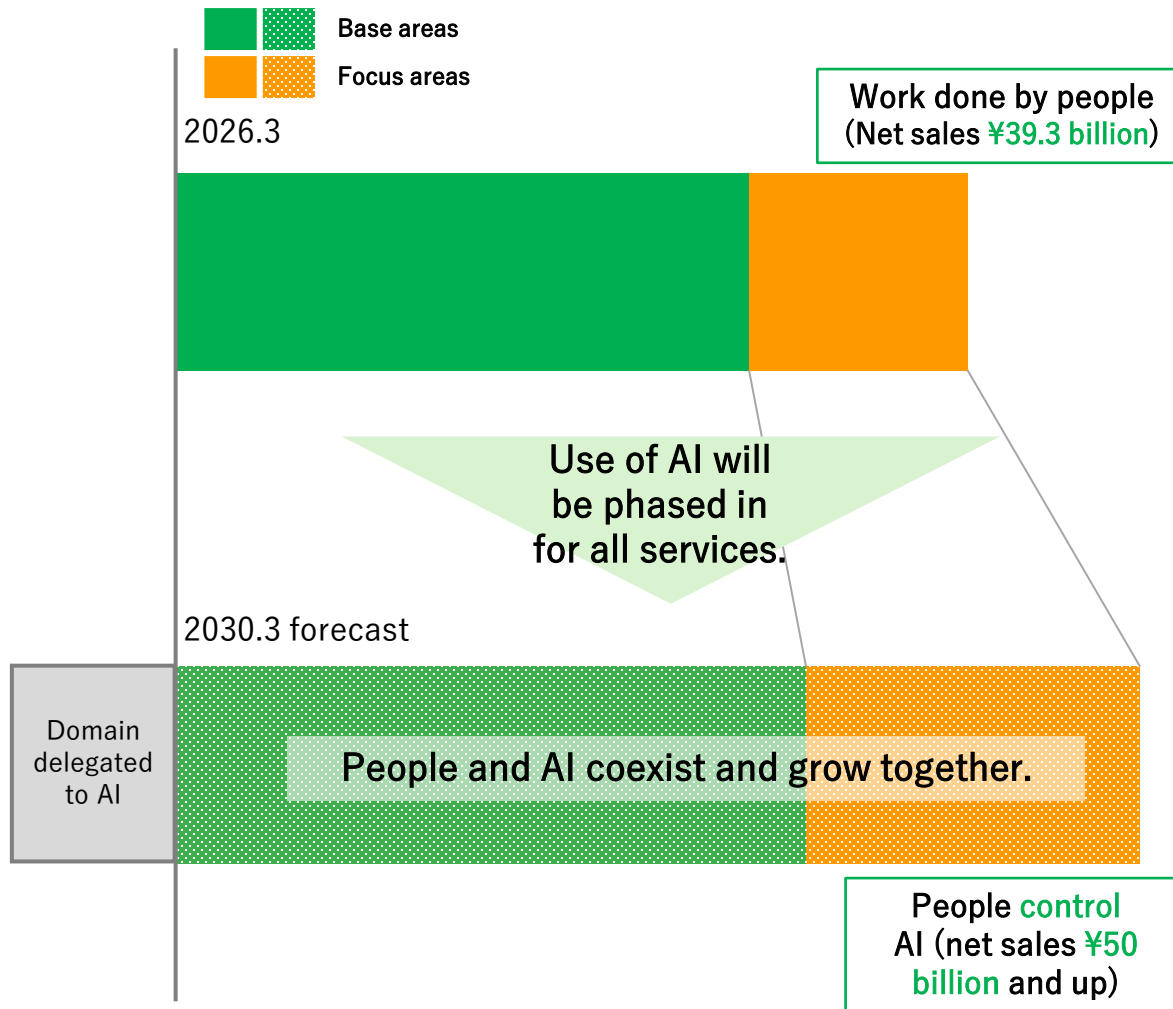 Base areas
Focus areas
2026.3
Work done by people
(Net sales ¥39.3 billion)
Use of AI will
be phased in
for all services.
2030.3 forecast
Domain
delegated
to AI
People and AI coexist and grow together.
People control
AI (net sales ¥50
billion and up)